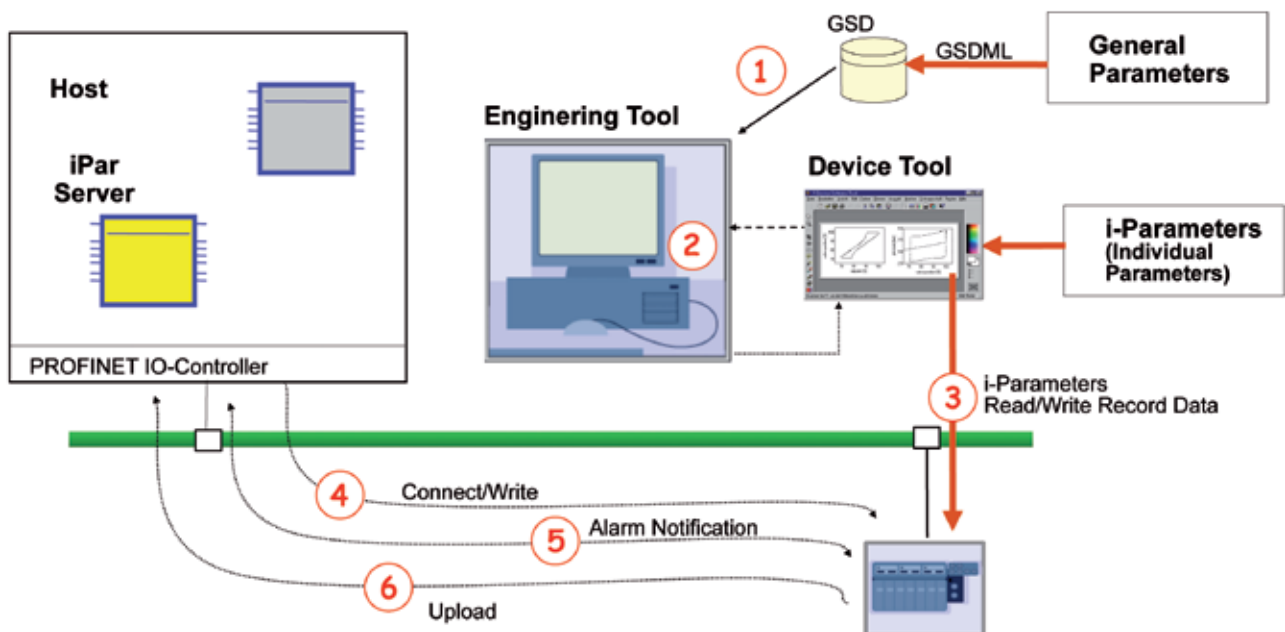 GSD
GSDML
General
Parameters
1
Host
Enginering Tool
iPar
Server
Device Tool
2
i-Parameters
(Individual
Parameters)
PROFINET IO-Controller
3
i-Parameters
Read/Write Record Data
4
Connect/Write
5
Alarm Notification
6
Upload